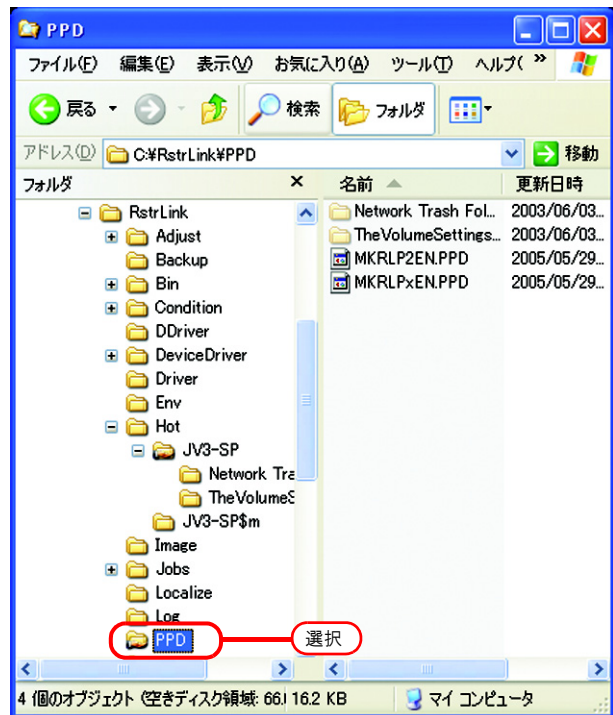 PPD
ファイル(F) 編集(E) 表示(V) お気に入り(A) ツール(T) ヘルプ( »
戻る 検索 フォルダ
アドレス(D) C:¥RstrLink¥PPD 移動
フォルダ × 名前 更新日時
RstrLink
Adjust
Backup
Bin
Condition
DDriver
DeviceDriver
Driver
Env
Hot
JV3-SP
Network Tra
TheVolumeS
JV3-SP$m
Image
Jobs
Localize
Log
PPD
選択
Network Trash Fol... 2003/06/03...
TheVolumeSettings... 2003/06/03...
MKRLP2EN.PPD 2005/05/29...
MKRLPxEN.PPD 2005/05/29...
4 個のオブジェクト (空きディスク領域: 66.( 16.2 KB マイ コンピュータ